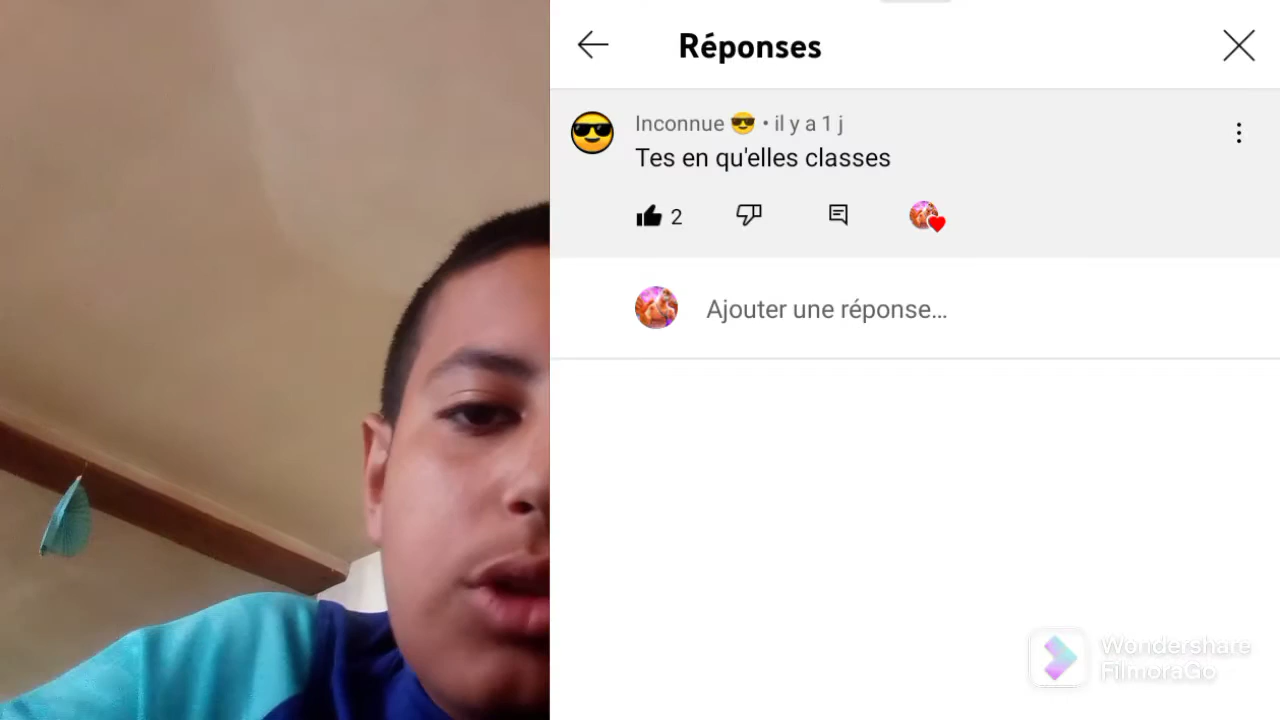 Réponses
Inconnue 😎 • il y a 1 j
Tes en qu'elles classes
2
Ajouter une réponse...
Wondershare
FilmoraGo